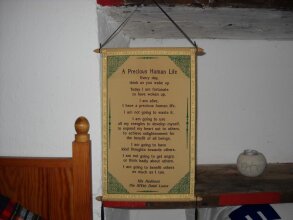 A Precious Human Life
Every day,
think as you wake up
Today I am fortunate
to have woken up,
I am alive,
I have a precious human life,
I am not going to waste it,
I am going to use
all my energies to develop myself,
to expand my heart out to others,
to achieve enlightenment for
the benefit of all beings,
I am going to have
kind thoughts towards others,
I am not going to get angry
or think badly about others,
I am going to benefit others
as much as I can.
His Holiness
The XIVth Dalai Lama